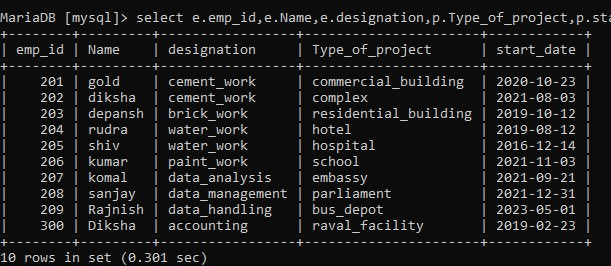 MariaDB [mysql]> select e.emp_id,e.Name,e.designation,p.Type_of_project,p.sta
+--------+---------+-----------------+----------------------+------------+
| emp_id | Name    | designation     | Type_of_project      | start_date |
+--------+---------+-----------------+----------------------+------------+
|    201 | gold    | cement_work     | commercial_building  | 2020-10-23 |
|    202 | diksha  | cement_work     | complex              | 2021-08-03 |
|    203 | depansh | brick_work      | residential_building | 2019-10-12 |
|    204 | rudra   | water_work      | hotel                | 2019-08-12 |
|    205 | shiv    | water_work      | hospital             | 2016-12-14 |
|    206 | kumar   | paint_work      | school               | 2021-11-03 |
|    207 | komal   | data_analysis   | embassy              | 2021-09-21 |
|    208 | sanjay  | data_management | parliament           | 2021-12-31 |
|    209 | Rajnish | data_handling   | bus_depot            | 2023-05-01 |
|    300 | Diksha  | accounting      | raval_facility       | 2019-02-23 |
+--------+---------+-----------------+----------------------+------------+
10 rows in set (0.301 sec)